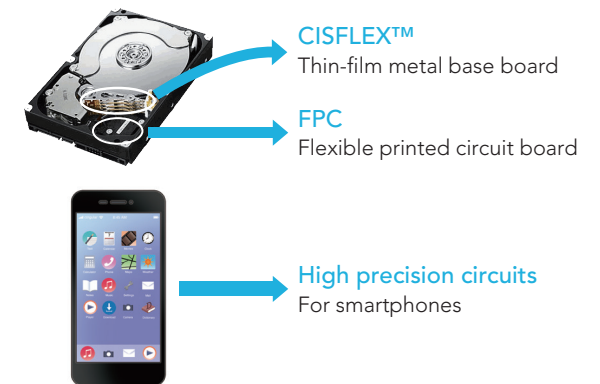 CISFLEX™
Thin-film metal base board
FPC
Flexible printed circuit board
High precision circuits
For smartphones